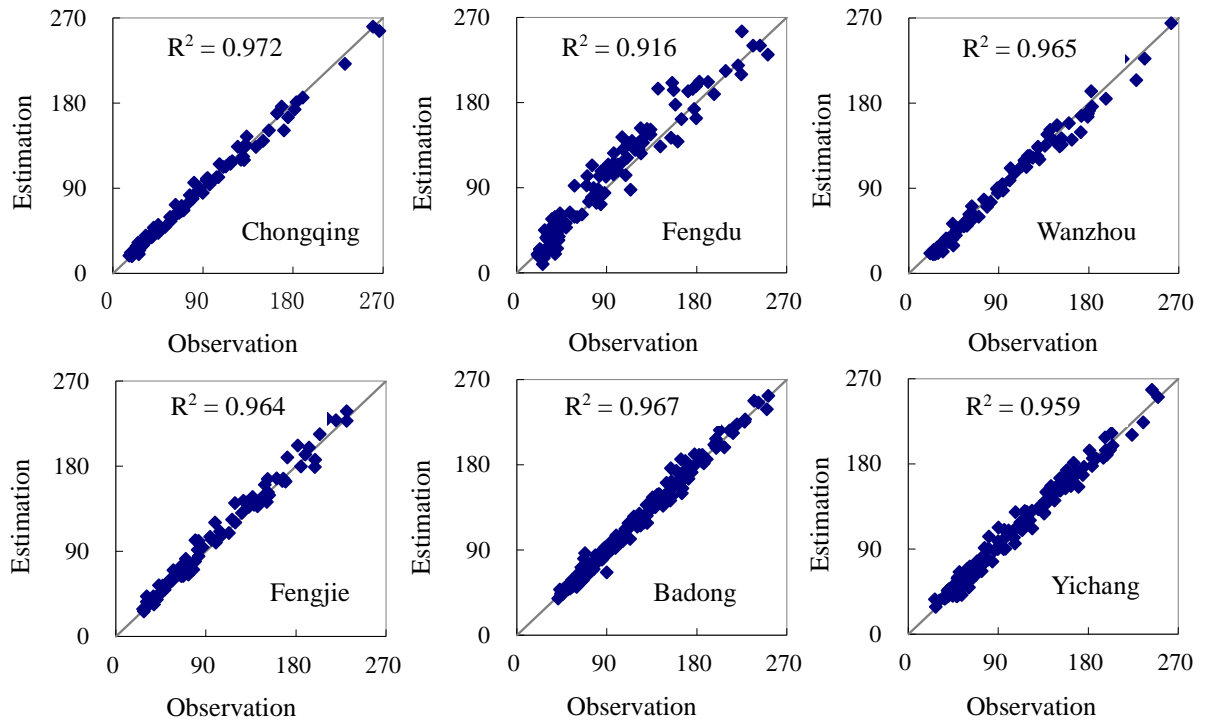 270
R² = 0.972
180
Estimation
90
Chongqing
0
0 90 180 270
Observation
270
R² = 0.916
180
Estimation
90
Fengdu
0
0 90 180 270
Observation
270
R² = 0.965
180
Estimation
90
Wanzhou
0
0 90 180 270
Observation
270
R² = 0.964
180
Estimation
90
Fengjie
0
0 90 180 270
Observation
270
R² = 0.967
180
Estimation
90
Badong
0
0 90 180 270
Observation
270
R² = 0.959
180
Estimation
90
Yichang
0
0 90 180 270
Observation